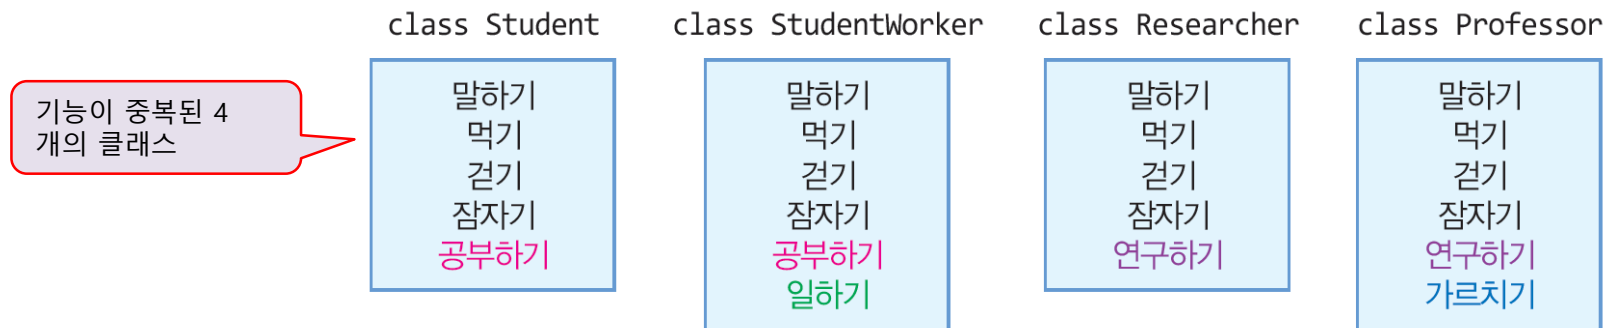 class Student
class StudentWorker
class Researcher
class Professor
기능이 중복된 4
개의 클래스
말하기
먹기
걷기
잠자기
공부하기
말하기
먹기
걷기
잠자기
공부하기
일하기
말하기
먹기
걷기
잠자기
연구하기
말하기
먹기
걷기
잠자기
연구하기
가르치기